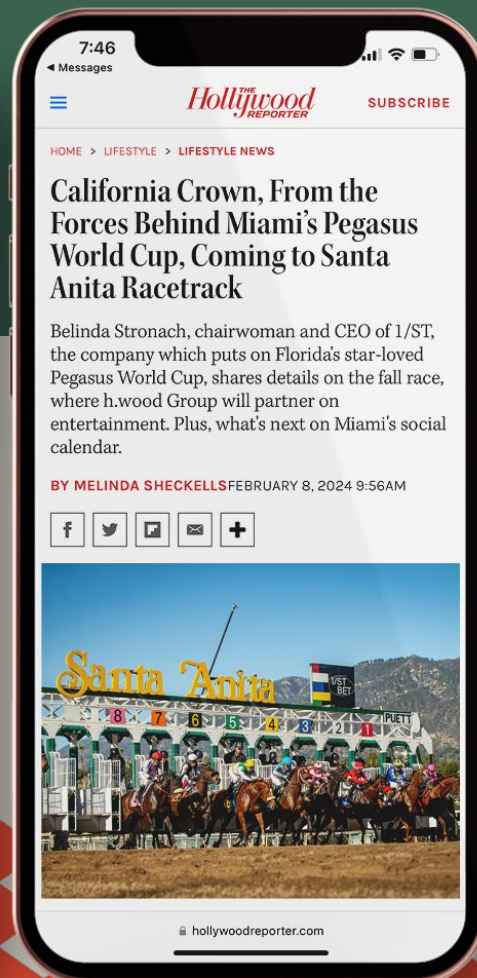 7:46
◀ Messages
THE
Hollywood
REPORTER
SUBSCRIBE
HOME > LIFESTYLE > LIFESTYLE NEWS
California Crown, From the
Forces Behind Miami's Pegasus
World Cup, Coming to Santa
Anita Racetrack
Belinda Stronach, chairwoman and CEO of 1/ST,
the company which puts on Florida's star-loved
Pegasus World Cup, shares details on the fall race,
where h.wood Group will partner on
entertainment. Plus, what's next on Miami's social
calendar.
BY MELINDA SHECKELLSFEBRUARY 8, 2024 9:56AM
Santa Anita
1/ST
BET
8 7 6 5 4 3 2 1 PUETT
hollywoodreporter.com